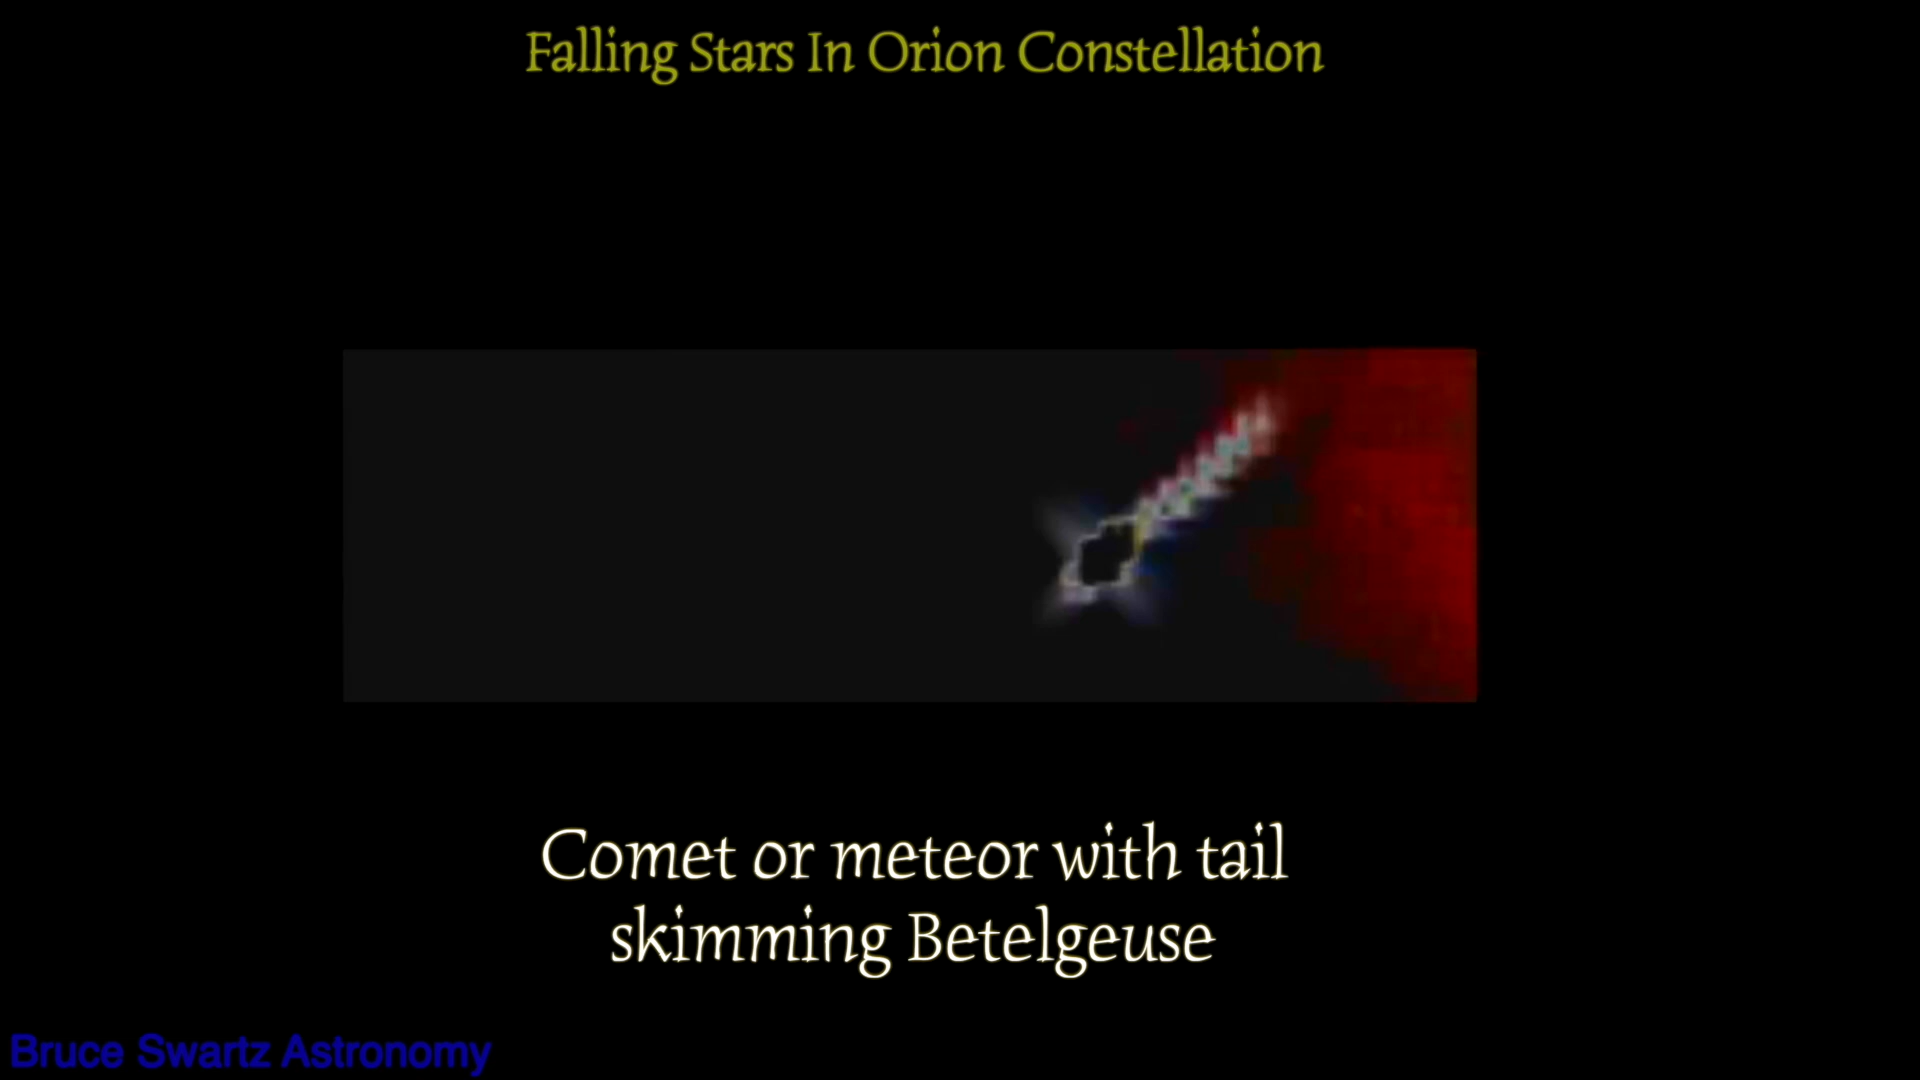 Falling Stars In Orion Constellation
Comet or meteor with tail
skimming Betelgeuse
Bruce Swartz Astronomy